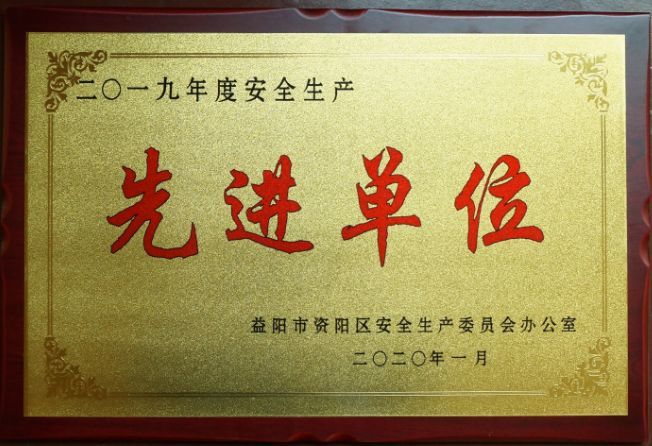 二〇一九年度安全生产
先进单位
益阳市资阳区安全生产委员会办公室
二〇二〇年一月